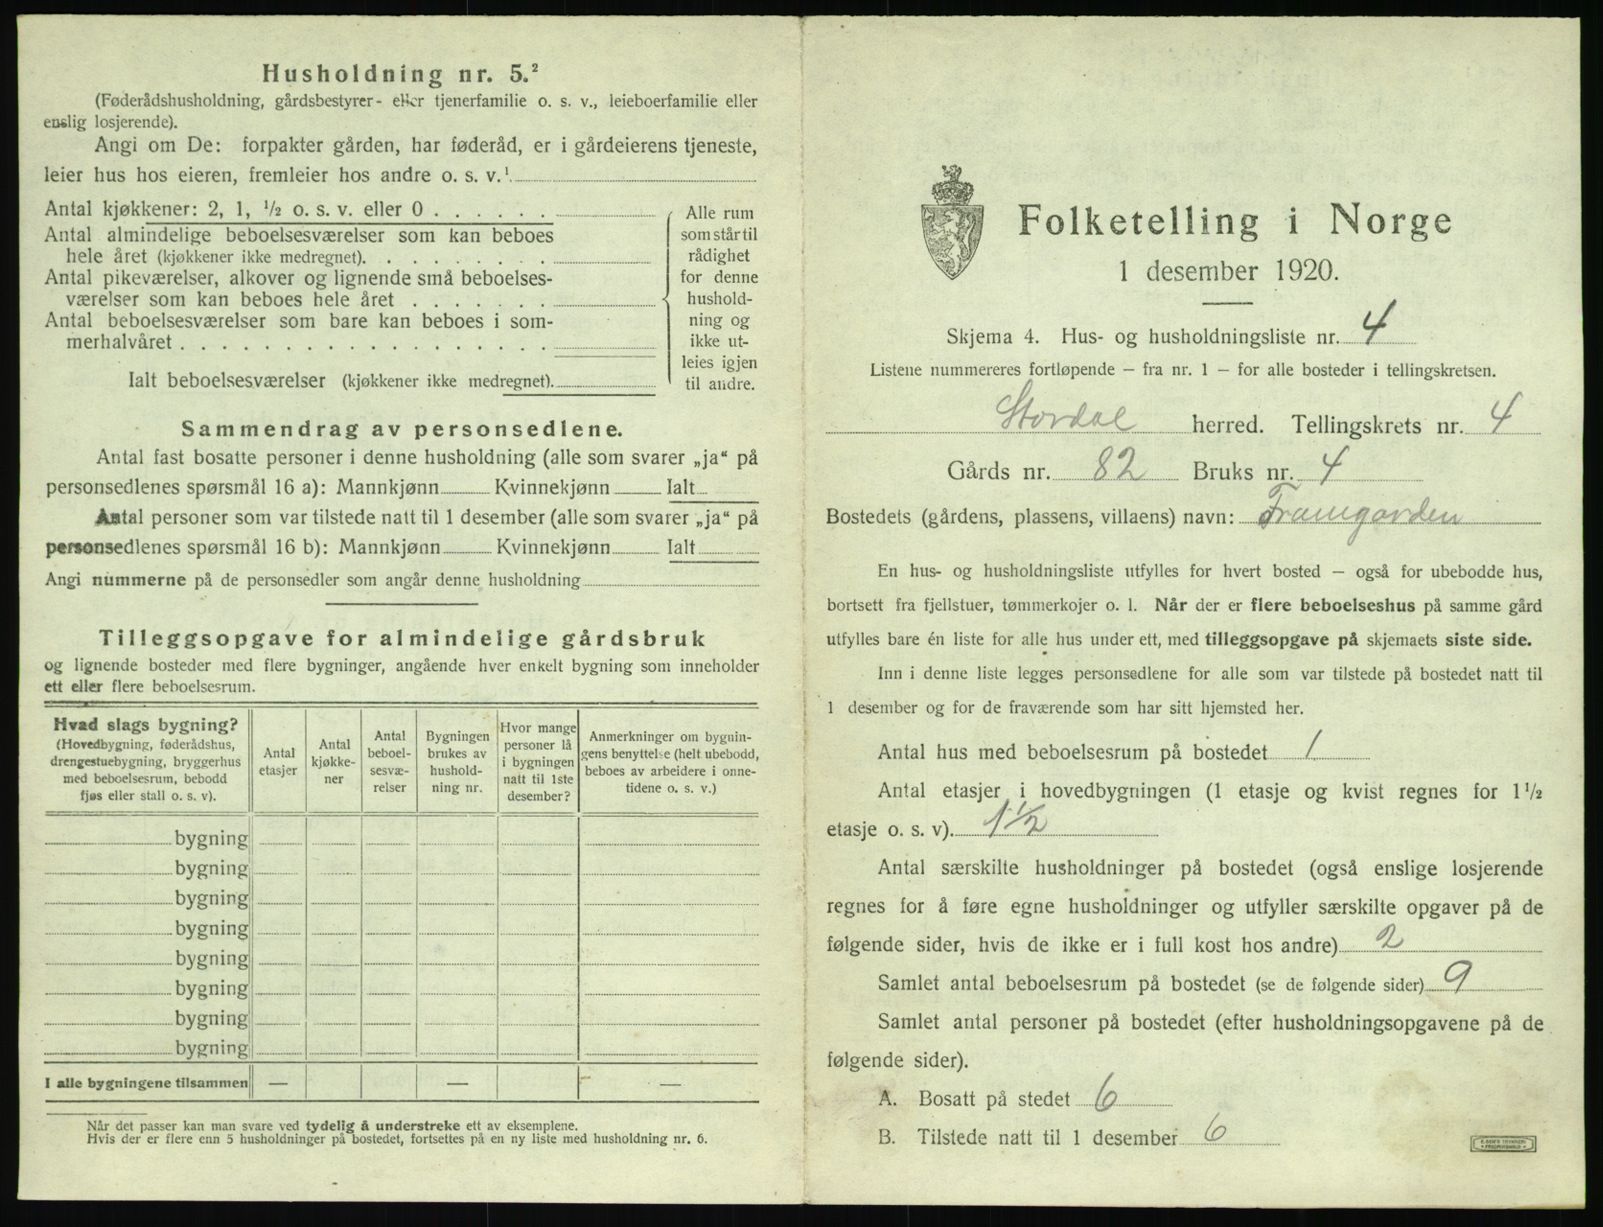 Husholdning nr. 5.²
(Føderådshusholdning, gårdsbestyrer- eller tjenerfamilie o. s. v., leieboerfamilie eller
enslig losjerende).
Angi om De: forpakter gården, har føderåd, er i gårdeierens tjeneste,
leier hus hos eieren, fremleier hos andre o. s. v.¹
Antal kjøkkener: 2, 1, ½ o. s. v. eller 0 . . . . . .
Antal almindelige beboelsesværelser som kan beboes
hele året (kjøkkener ikke medregnet). . . . . . . . .
Antal pikeværelser, alkover og lignende små beboelses-
værelser som kan beboes hele året . . . . . . .
Antal beboelsesværelser som bare kan beboes i som-
merhalvåret . . . . . . . . . . . . . . . . . .
Ialt beboelsesværelser (kjøkkener ikke medregnet).
Alle rum
som står til
rådighet
for denne
hushold-
ning og
ikke ut-
leies igjen
til andre.
Sammendrag av personsedlene.
Antal fast bosatte personer i denne husholdning (alle som svarer „ja“ på
personsedlenes spørsmål 16 a): Mannkjønn Kvinnekjønn Ialt
Antal personer som var tilstede natt til 1 desember (alle som svarer „ja“ på
personsedlenes spørsmål 16 b): Mannkjønn Kvinnekjønn Ialt
Angi nummerne på de personsedler som angår denne husholdning
Tilleggsopgave for almindelige gårdsbruk
og lignende bosteder med flere bygninger, angående hver enkelt bygning som inneholder
ett eller flere beboelsesrum.
Hvad slags bygning?
(Hovedbygning, føderådshus,
drengestuebygning, bryggerhus
med beboelsesrum, bebodd
fjøs eller stall o. s. v).
Antal
etasjer
Antal
kjøkke-
ner
Antal
beboel-
sesvæ-
relser
Bygningen
brukes av
hushold-
ning nr.
Hvor mange
personer lå
i bygningen
natt til 1ste
desember?
Anmerkninger om bygnin-
gens benyttelse (helt ubebodd,
beboes av arbeidere i onne-
tidene o. s. v.)
bygning
bygning
bygning
bygning
bygning
bygning
bygning
bygning
I alle bygningene tilsammen — — —
Når det passer kan man svare ved tydelig å understreke ett av eksemplene.
Hvis der er flere enn 5 husholdninger på bostedet, fortsettes på en ny liste med husholdning nr. 6.
Folketelling i Norge
1 desember 1920.
Skjema 4. Hus- og husholdningsliste nr. 4
Listene nummereres fortløpende — fra nr. 1 — for alle bosteder i tellingskretsen.
Stordal herred. Tellingskrets nr. 4
Gårds nr. 82 Bruks nr. 4
Bostedets (gårdens, plassens, villaens) navn: Framgarden
En hus- og husholdningsliste utfylles for hvert bosted — også for ubebodde hus,
bortsett fra fjellstuer, tømmerkojer o. l. Når der er flere beboelseshus på samme gård
utfylles bare én liste for alle hus under ett, med tilleggsopgave på skjemaets siste side.
Inn i denne liste legges personsedlene for alle som var tilstede på bostedet natt til
1 desember og for de fraværende som har sitt hjemsted her.
Antal hus med beboelsesrum på bostedet 1
Antal etasjer i hovedbygningen (1 etasje og kvist regnes for 1½
etasje o. s. v). 1½
Antal særskilte husholdninger på bostedet (også enslige losjerende
regnes for å føre egne husholdninger og utfyller særskilte opgaver på de
følgende sider, hvis de ikke er i full kost hos andre) 2
Samlet antal beboelsesrum på bostedet (se de følgende sider) 9
Samlet antal personer på bostedet (efter husholdningsopgavene på de
følgende sider).
A. Bosatt på stedet 6
B. Tilstede natt til 1 desember 6